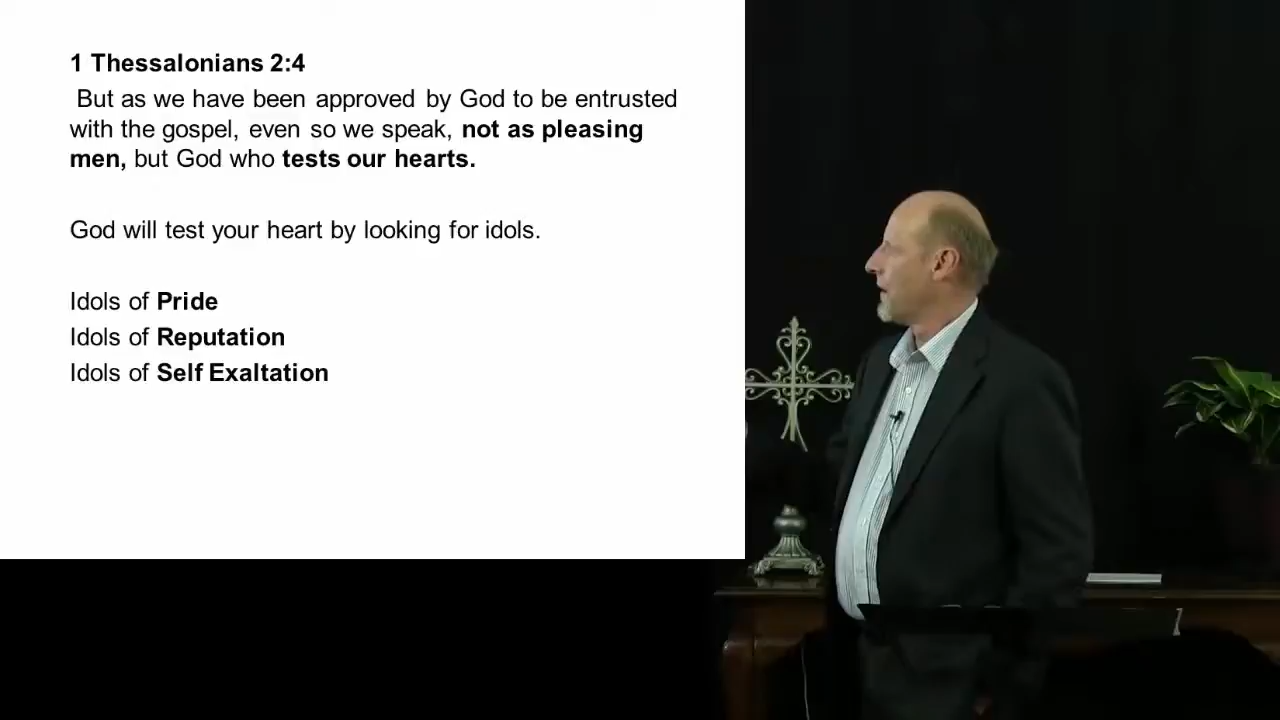 1 Thessalonians 2:4
But as we have been approved by God to be entrusted
with the gospel, even so we speak, not as pleasing
men, but God who tests our hearts.
God will test your heart by looking for idols.
Idols of Pride
Idols of Reputation
Idols of Self Exaltation